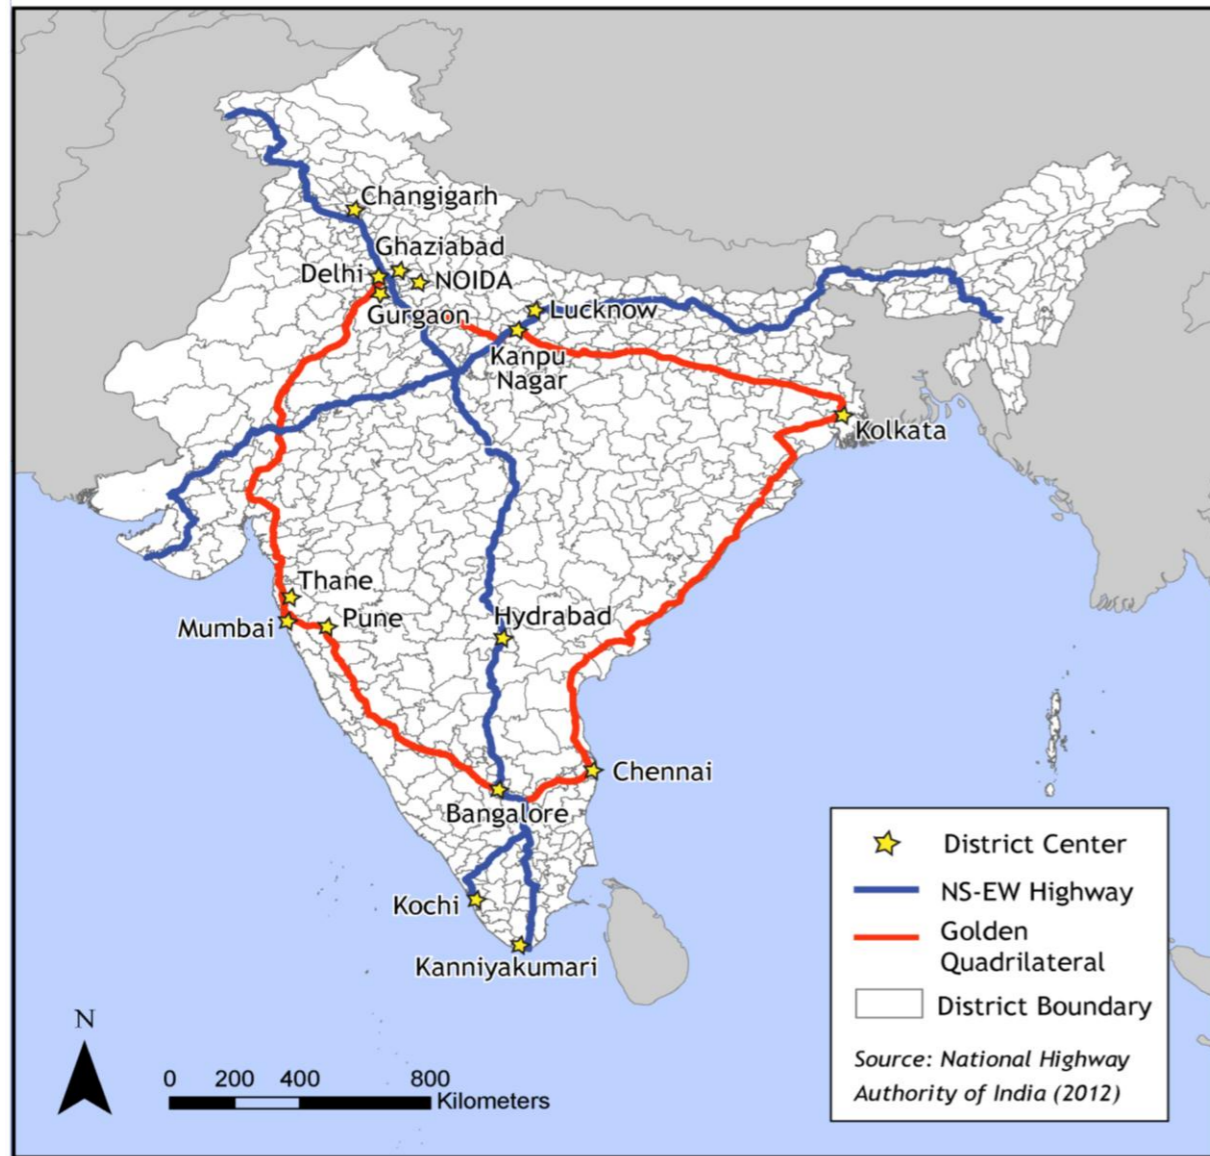 Changigarh
Ghaziabad
Delhi
NOIDA
Gurgaon
Lucknow
Kanpu
Nagar
Kolkata
Thane
Mumbai
Pune
Hydrabad
Chennai
Bangalore
Kochi
Kanniyakumari
District Center
NS-EW Highway
Golden
Quadrilateral
District Boundary
Source: National Highway
Authority of India (2012)
N
0 200 400 800
Kilometers